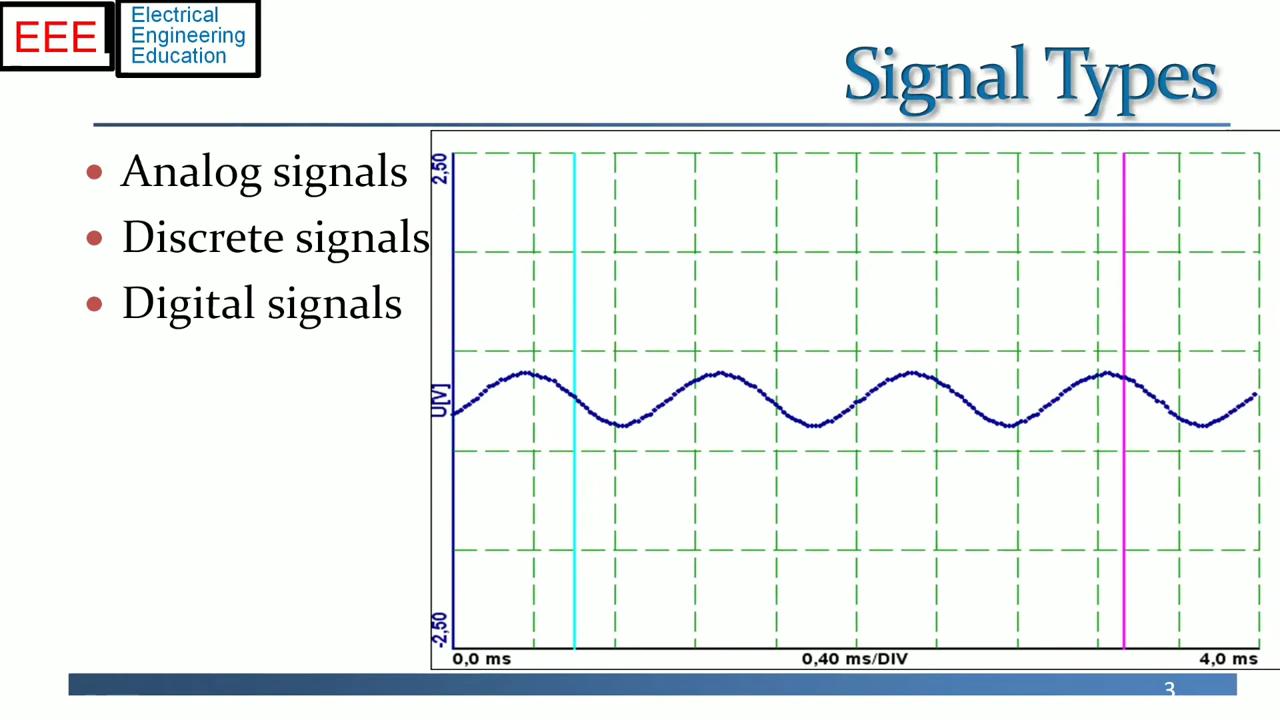 EEE
Electrical
Engineering
Education
Signal Types
• Analog signals
• Discrete signals
• Digital signals
2,50
U[V]
-2,50
0,0 ms
0,40 ms/DIV
4,0 ms
3